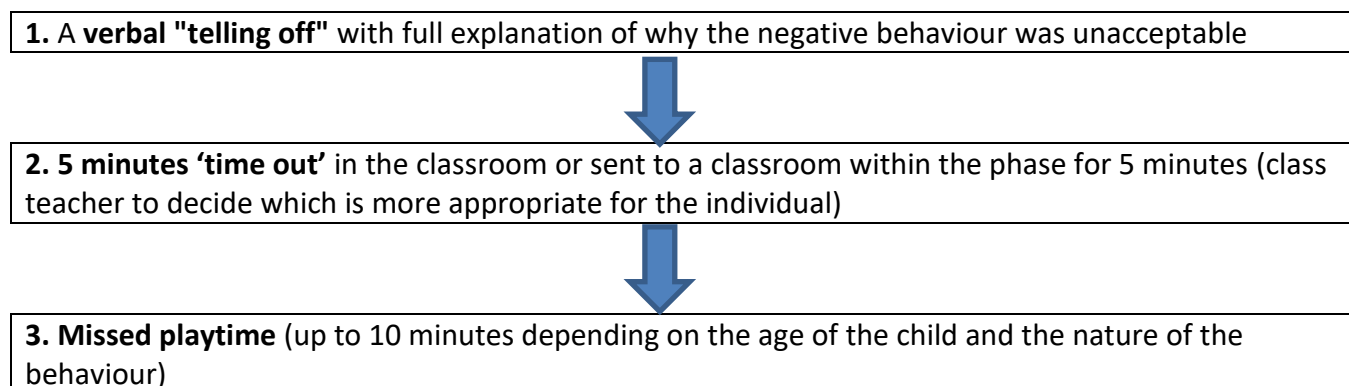 1. A verbal "telling off" with full explanation of why the negative behaviour was unacceptable
2. 5 minutes ‘time out’ in the classroom or sent to a classroom within the phase for 5 minutes (class
teacher to decide which is more appropriate for the individual)
3. Missed playtime (up to 10 minutes depending on the age of the child and the nature of the
behaviour)